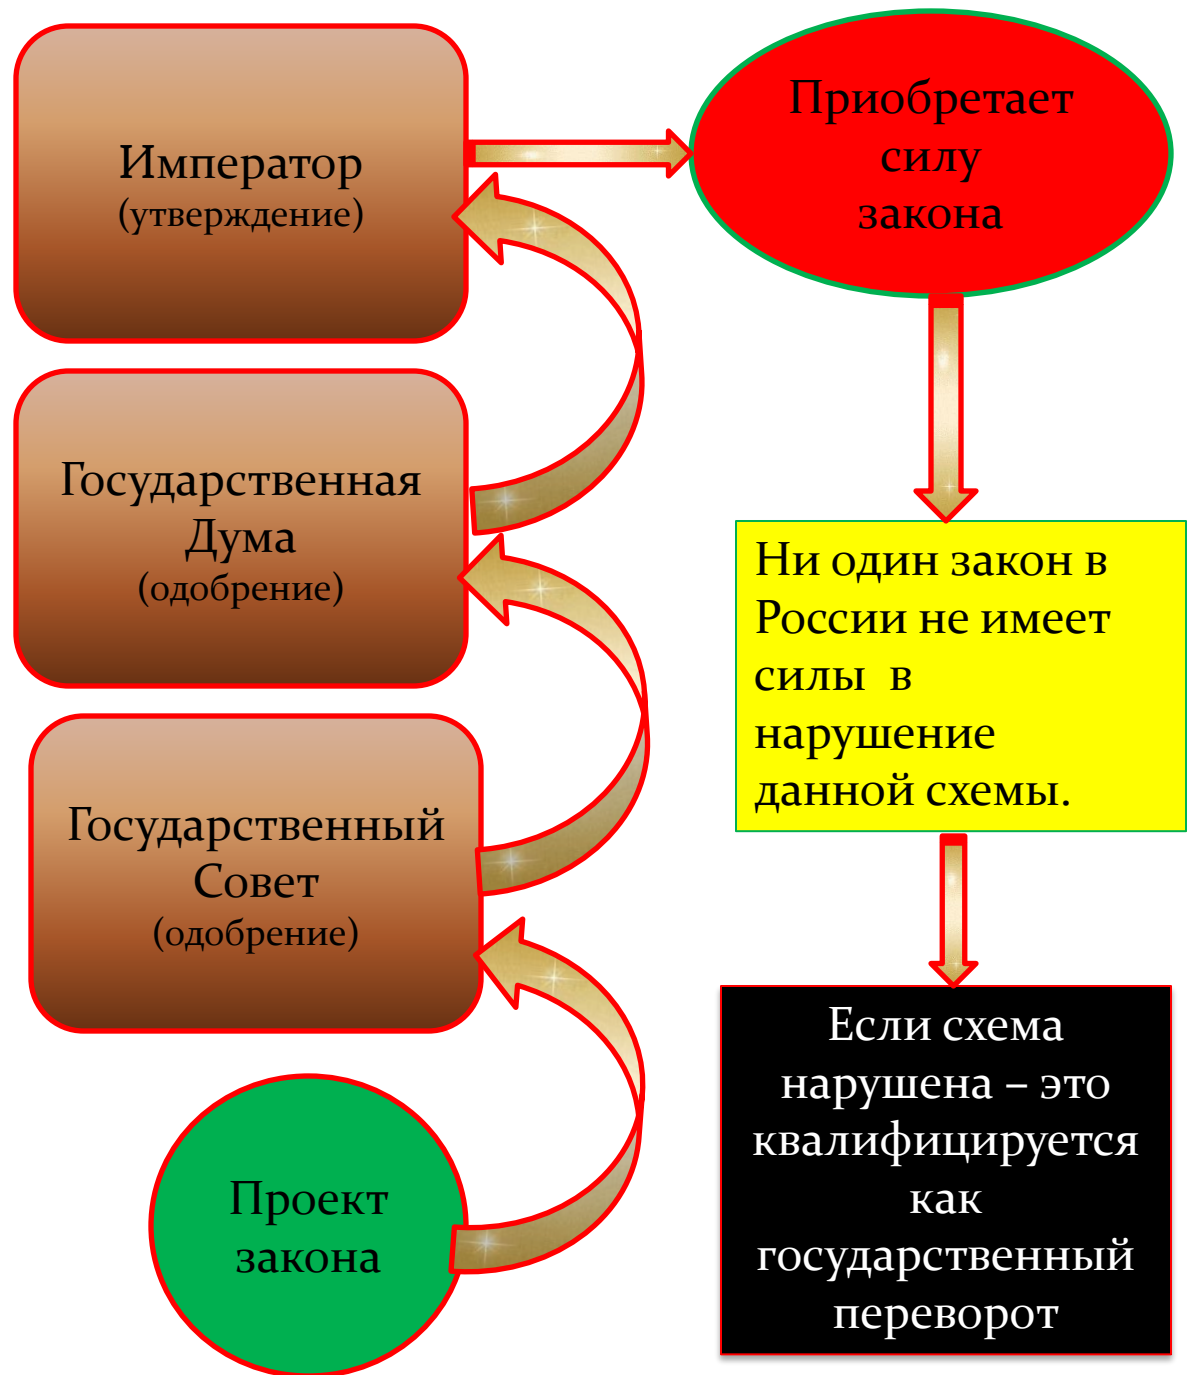 Император
(утверждение)
Приобретает
силу
закона
Государственная
Дума
(одобрение)
Ни один закон в
России не имеет
силы  в
нарушение
данной схемы.
Государственный
Совет
(одобрение)
Если схема
нарушена – это
квалифицируется
как
государственный
переворот
Проект
закона